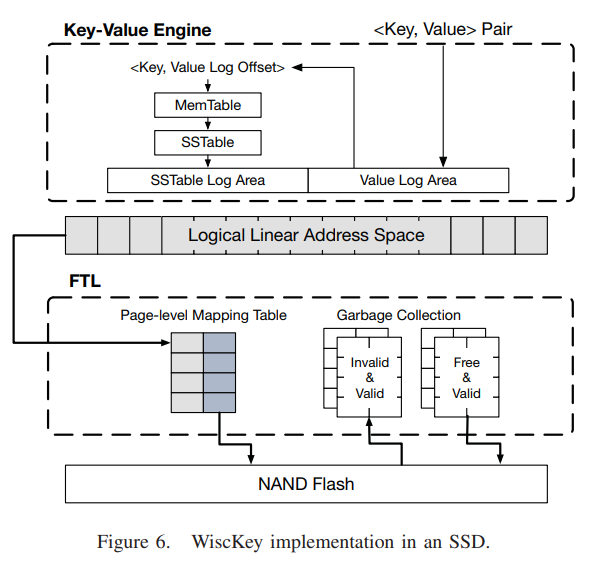 Key-Value Engine
<Key, Value> Pair
<Key, Value Log Offset>
MemTable
SSTable
SSTable Log Area
Value Log Area
Logical Linear Address Space
FTL
Page-level Mapping Table
Garbage Collection
Invalid
&
Valid
Free
&
Valid
NAND Flash
Figure 6. WiscKey implementation in an SSD.